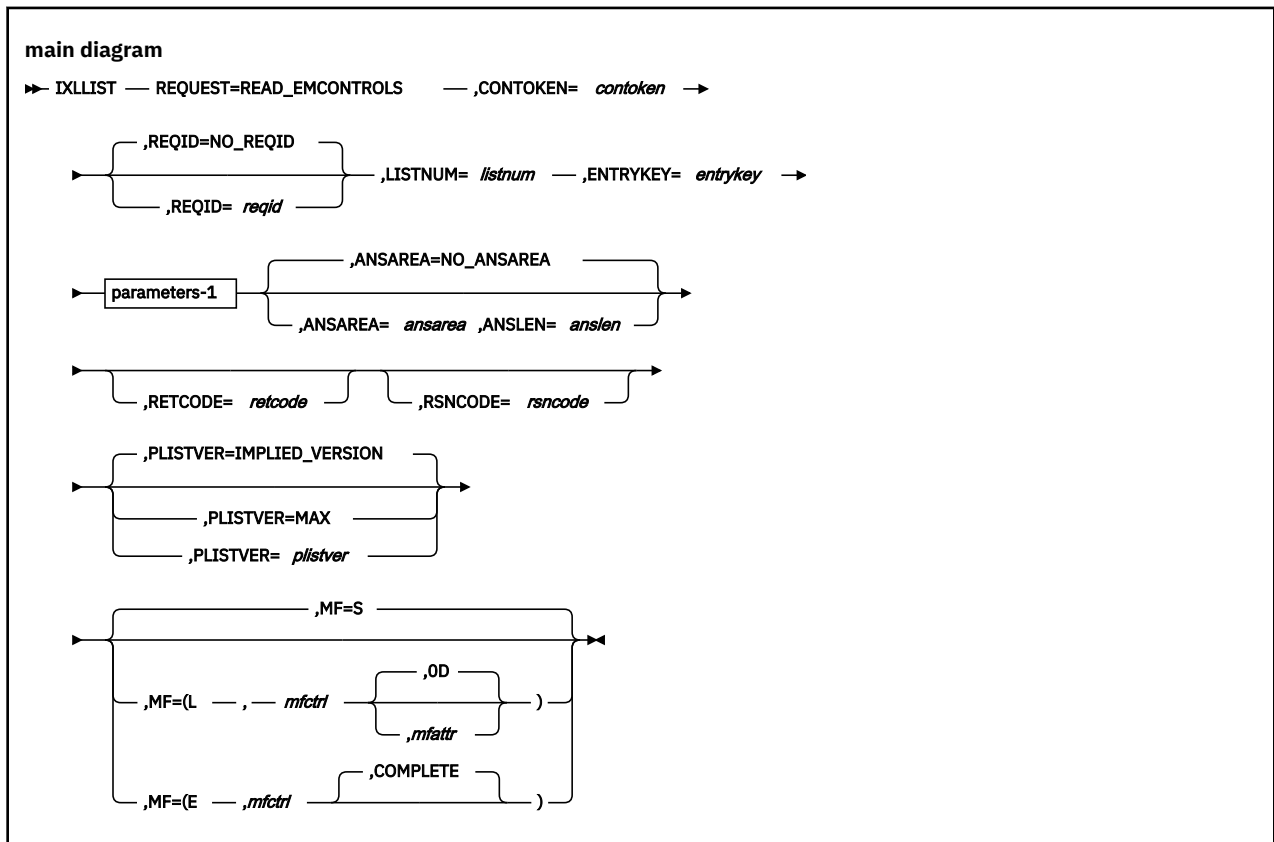 main diagram
IXLLIST REQUEST=READ_EMCONTROLS ,CONTOKEN= contoken
,REQID=NO_REQID
,LISTNUM= listnum ,ENTRYKEY= entrykey
,REQID= reqid
,ANSAREA=NO_ANSAREA
parameters-1
,ANSAREA= ansarea ,ANSLEN= anslen
,RETCODE= retcode ,RSNCODE= rsncode
,PLISTVER=IMPLIED_VERSION
,PLISTVER=MAX
,PLISTVER= plistver
,MF=S
,0D
,MF=(L , mfctrl )
,mfattr
,COMPLETE
,MF=(E ,mfctrl )